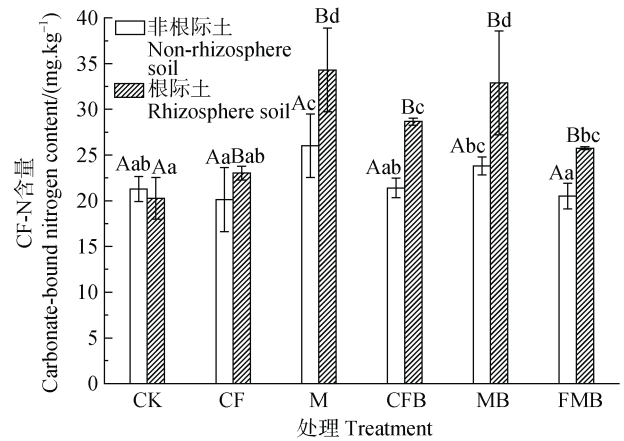 CF-N含量
Carbonate-bound nitrogen content/(mg.kg⁻¹)
40
35
30
25
20
15
10
5
0
非根际土
Non-rhizosphere
soil
根际土
Rhizosphere soil
Aab Aa
Aa Bab
Ac Bd
Aab Bc
Abc Bd
Aa Bbc
CK CF M CFB MB FMB
处理 Treatment